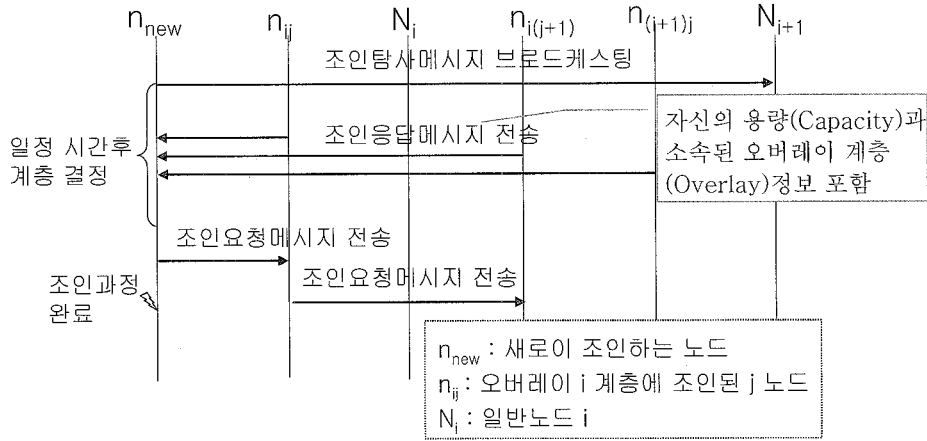 n_new n_ij N_i n_i(j+1) n_(i+1)j N_i+1
조인탐사메시지 브로드케스팅
일정 시간후
계층 결정
조인응답메시지 전송
자신의 용량(Capacity)과
소속된 오버레이 계층
(Overlay)정보 포함
조인요청메시지 전송
조인요청메시지 전송
조인과정
완료
n_new : 새로이 조인하는 노드
n_ij : 오버레이 i 계층에 조인된 j 노드
N_i : 일반노드 i